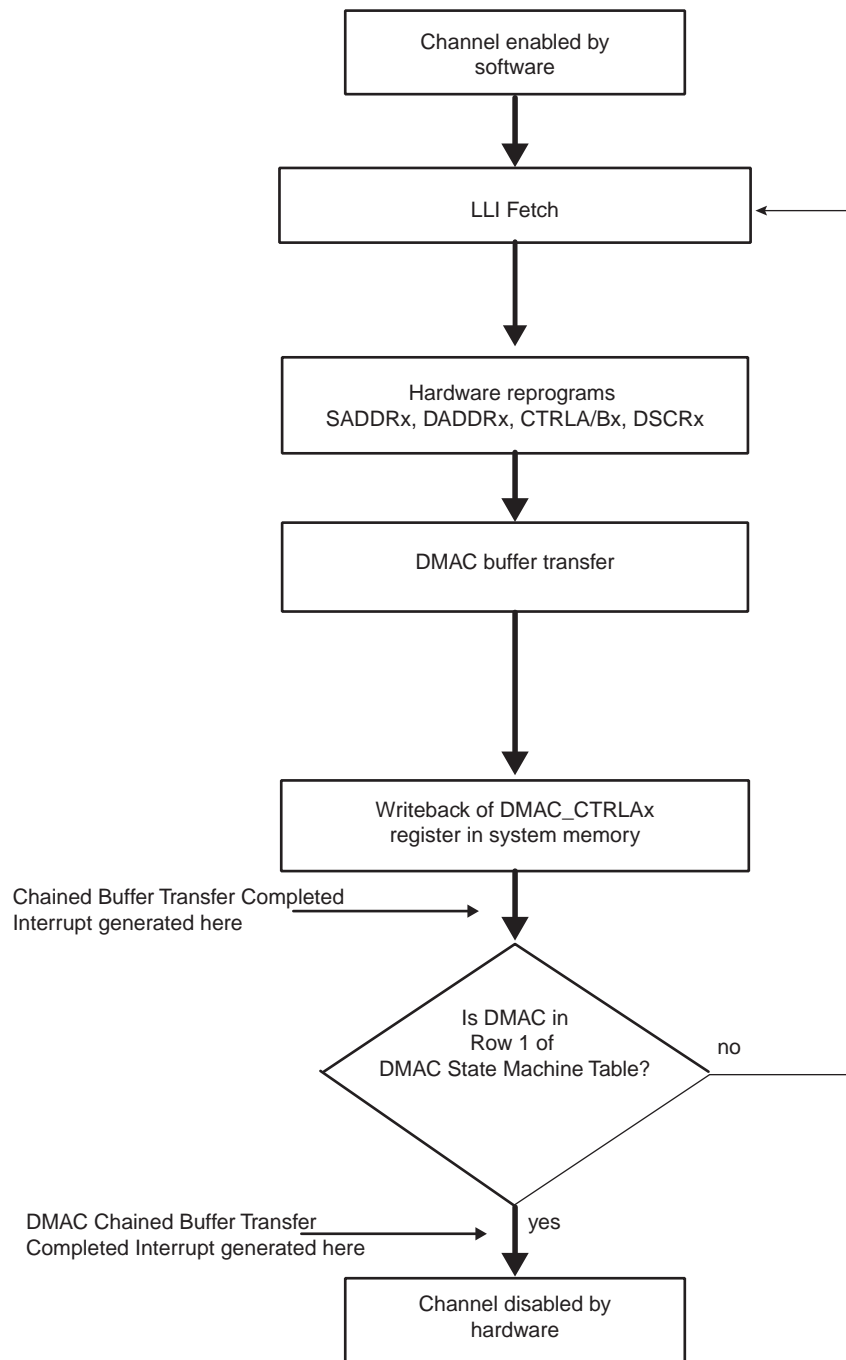 Channel enabled by
software
LLI Fetch
Hardware reprograms
SADDRx, DADDRx, CTRLA/Bx, DSCRx
DMAC buffer transfer
Writeback of DMAC_CTRLAx
register in system memory
Chained Buffer Transfer Completed
Interrupt generated here
Is DMAC in
Row 1 of
DMAC State Machine Table?
no
DMAC Chained Buffer Transfer
Completed Interrupt generated here
yes
Channel disabled by
hardware